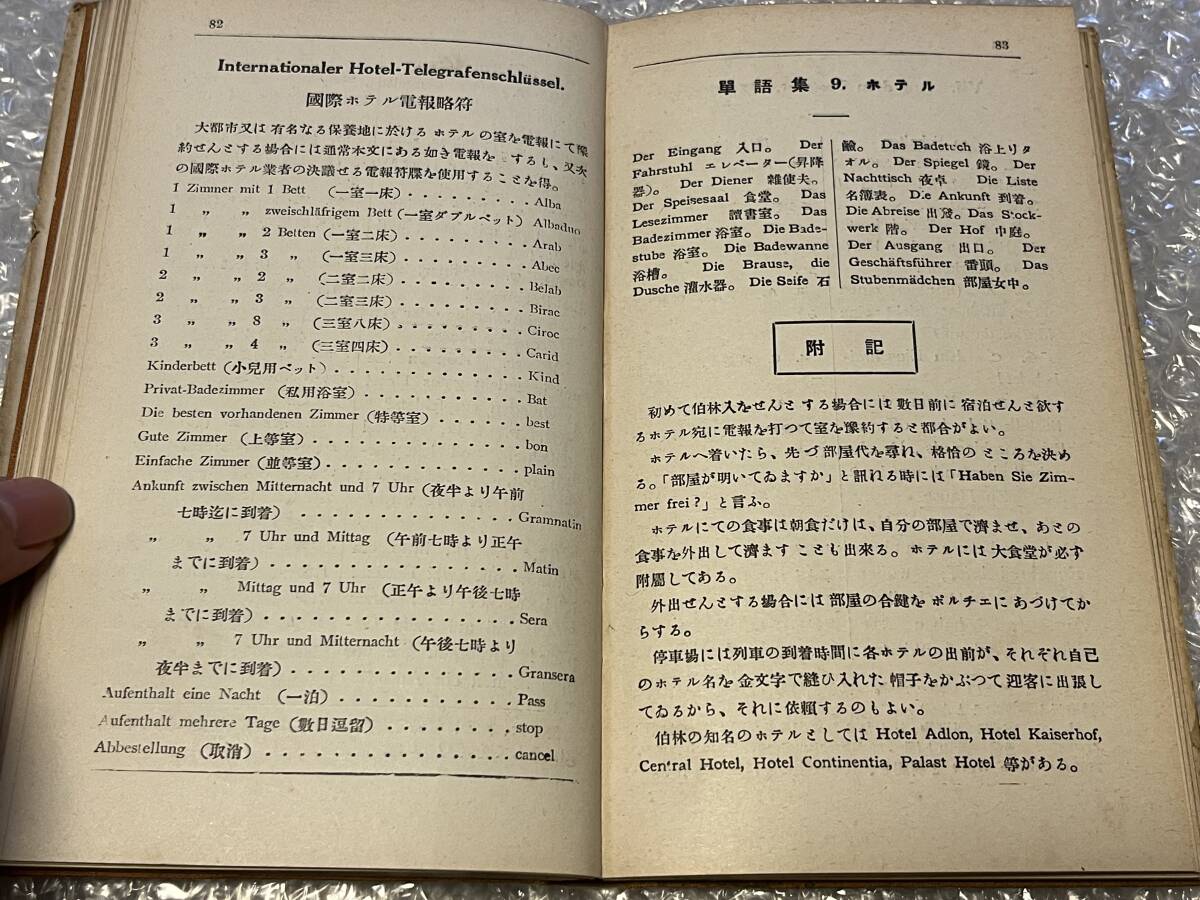 82
Internationaler Hotel-Telegrafenschlüssel.
國際ホテル電報略符
大都市又は有名なる保養地に於けるホテルの室を電報にて豫
約せんとする場合には通常本文にある如き電報をするも、又次
の國際ホテル業者の決議せる電報符牒を使用することを得。
1 Zimmer mit 1 Bett (一室一床) ・・・・・・・・ Alba
1 〃 〃 zweischläfrigem Bett (一室ダブルベット) Albaduo
1 〃 〃 2 Betten (一室二床) ・・・・・・・・ Arab
1 〃 〃 3 〃 (一室三床) ・・・・・・・・ Abec
2 〃 〃 2 〃 (二室二床) ・・・・・・・・ Belab
2 〃 〃 3 〃 (二室三床) ・・・・・・・・ Birac
3 〃 〃 8 〃 (三室八床) ・・・・・・・・ Ciroc
3 〃 〃 4 〃 (三室四床) ・・・・・・・・ Carid
Kinderbett (小兒用ベット) ・・・・・・・・・・・ Kind
Privat-Badezimmer (私用浴室) ・・・・・・・・・・ Bat
Die besten vorhandenen Zimmer (特等室) ・・・・・・ best
Gute Zimmer (上等室) ・・・・・・・・・・・・ bon
Einfache Zimmer (並等室) ・・・・・・・・・・・ plain
Ankunft zwischen Mitternacht und 7 Uhr (夜半より午前
七時迄に到着) ・・・・・・・・・・・・・ Gramnatin
〃 〃 7 Uhr und Mittag (午前七時より正午
までに到着) ・・・・・・・・・・・・・・ Matin
〃 〃 Mittag und 7 Uhr (正午より午後七時
までに到着) ・・・・・・・・・・・・・・ Sera
〃 〃 7 Uhr und Mitternacht (午後七時より
夜半までに到着) ・・・・・・・・・・・・ Gransera
Aufenthalt eine Nacht (一泊) ・・・・・・・・・ Pass
Aufenthalt mehrere Tage (數日逗留) ・・・・・・・ stop
Abbestellung (取消) ・・・・・・・・・・・・・ cancel
83
單語集 9. ホテル
Der Eingang 入口。 Der
Fahrstuhl エレベーター(昇降
器)。 Der Diener 雜使夫。
Der Speisesaal 食堂。 Das
Lesezimmer 讀書室。 Das
Badezimmer 浴室。 Die Bade-
stube 浴室。 Die Badewanne
浴槽。 Die Brause, die
Dusche 灌水器。 Die Seife 石
鹼。 Das Badetuch 浴上りタ
オル。 Der Spiegel 鏡。 Der
Nachttisch 夜卓。 Die Liste
名簿表。 Die Ankunft 到着。
Die Abreise 出發。 Das Stock-
werk 階。 Der Hof 中庭。
Der Ausgang 出口。 Der
Geschäftsführer 番頭。 Das
Stubenmädchen 部屋女中。
附記
初めて伯林入をせんとする場合には數日前に宿泊せんと欲す
るホテル宛に電報を打つて室を豫約すると都合がよい。
ホテルへ着いたら、先づ部屋代を尋ね、格恰のところを決め
る。「部屋が明いてゐますか」と訊れる時には「Haben Sie Zim-
mer frei?」と言ふ。
ホテルにての食事は朝食だけは、自分の部屋で濟ませ、あとの
食事を外出して濟ますことも出來る。ホテルには大食堂が必ず
附屬してある。
外出せんとする場合には部屋の合鍵をポルチエにあづけてか
らする。
停車場には列車の到着時間に各ホテルの出前が、それぞれ自己
のホテル名を金文字で縫ひ入れた帽子をかぶつて迎客に出張し
てゐるから、それに依頼するのもよい。
伯林の知名のホテルとしては Hotel Adlon, Hotel Kaiserhof,
Central Hotel, Hotel Continentia, Palast Hotel 等がある。